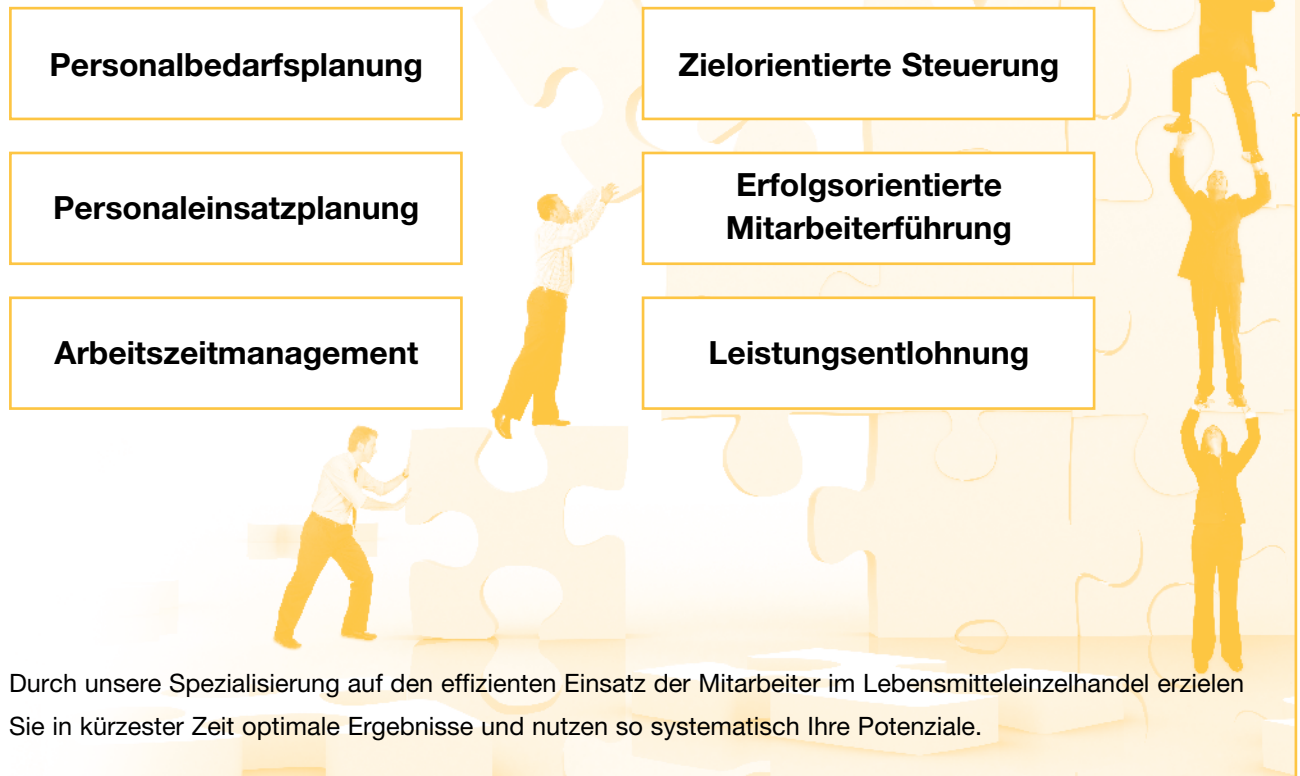 Personalbedarfsplanung
Zielorientierte Steuerung
Personaleinsatzplanung
Erfolgsorientierte
Mitarbeiterführung
Arbeitszeitmanagement
Leistungsentlohnung
Durch unsere Spezialisierung auf den effizienten Einsatz der Mitarbeiter im Lebensmitteleinzelhandel erzielen
Sie in kürzester Zeit optimale Ergebnisse und nutzen so systematisch Ihre Potenziale.